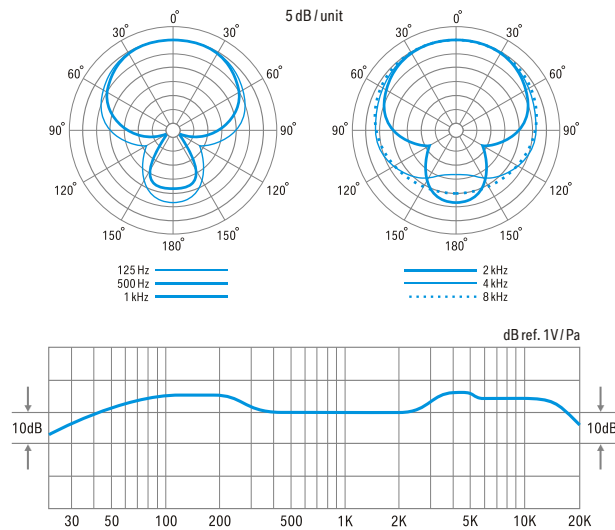 5 dB / unit
0°
30° 30°
60° 60°
90° 90°
120° 120°
150° 150°
180°
0°
30° 30°
60° 60°
90° 90°
120° 120°
150° 150°
180°
125 Hz
500 Hz
1 kHz
2 kHz
4 kHz
8 kHz
dB ref. 1V / Pa
10dB 10dB
30 50 100 200 500 1K 2K 5K 10K 20K